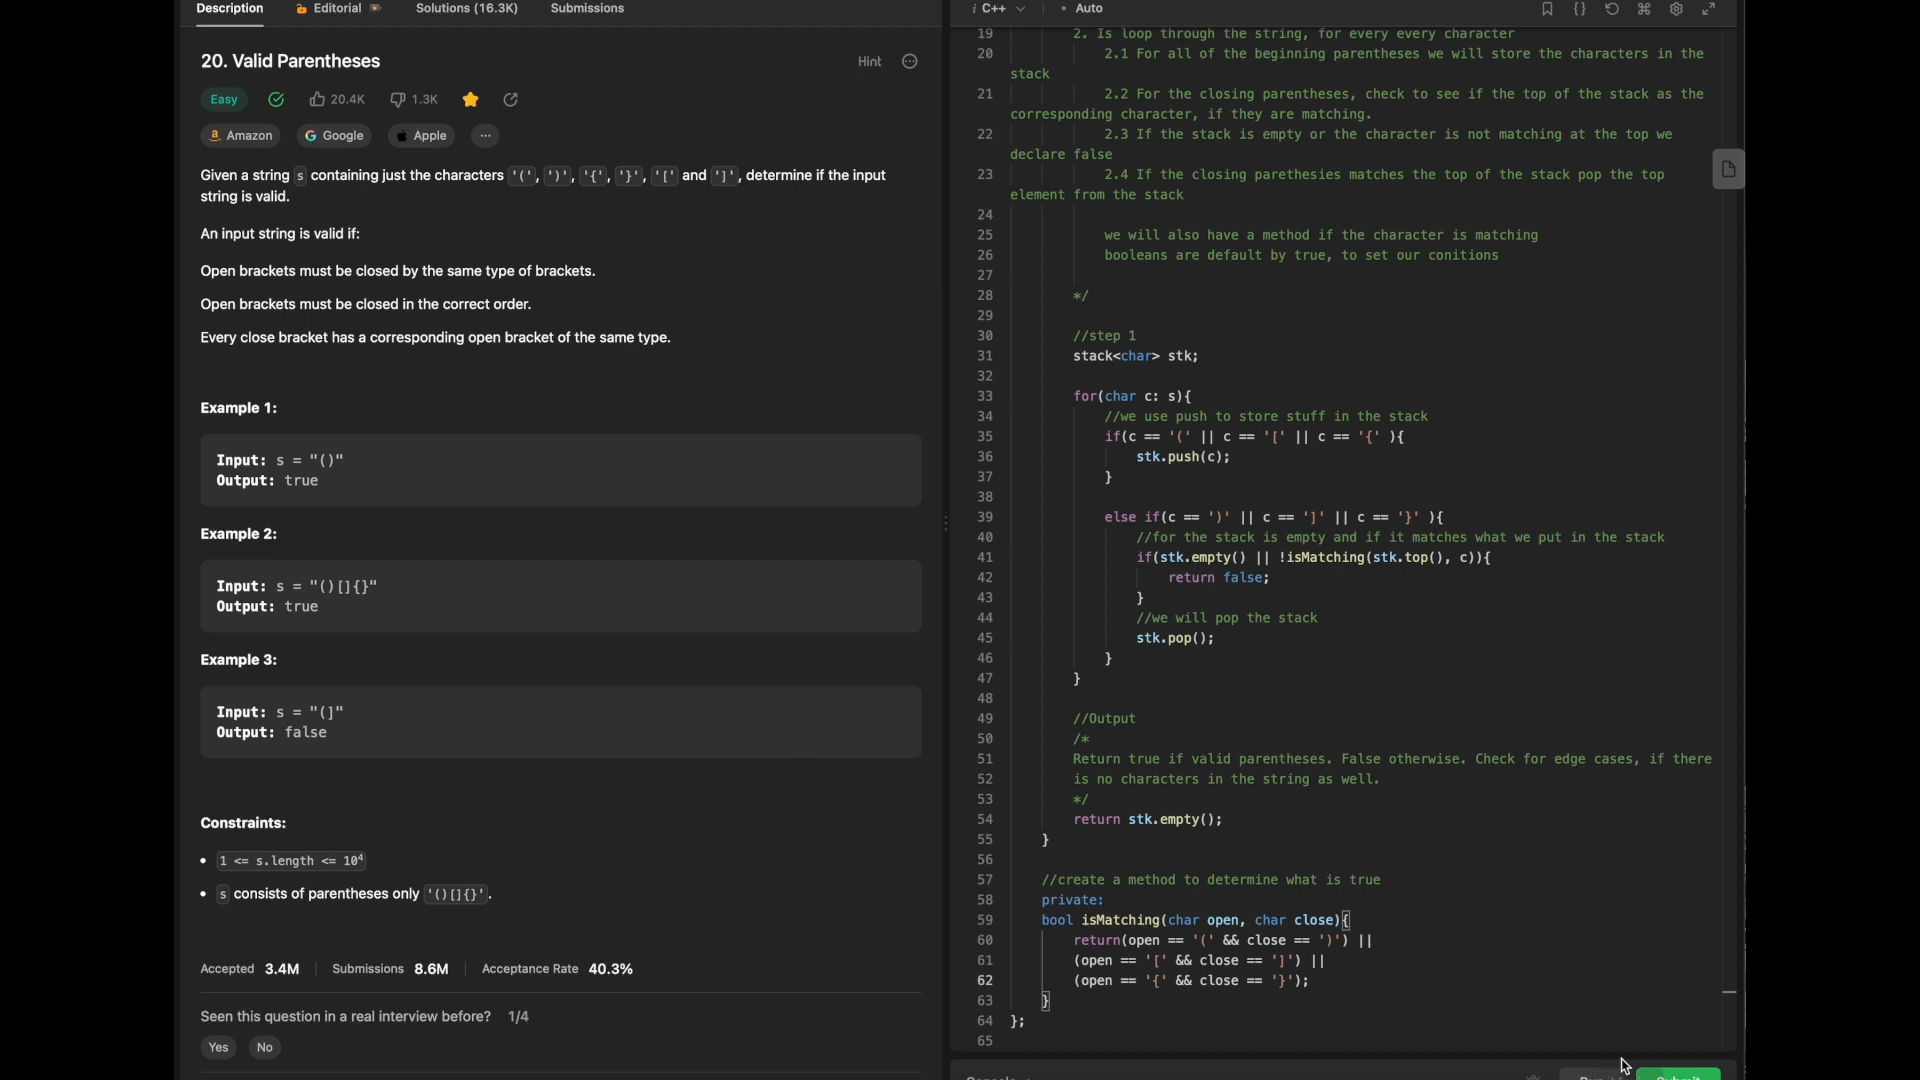 Description
Editorial
Solutions (16.3K)
Submissions
20. Valid Parentheses
Hint
Easy
20.4K
1.3K
Amazon
Google
Apple
Given a string s containing just the characters '(', ')', '{', '}', '[' and ']', determine if the input
string is valid.
An input string is valid if:
Open brackets must be closed by the same type of brackets.
Open brackets must be closed in the correct order.
Every close bracket has a corresponding open bracket of the same type.
Example 1:
Input: s = "()"
Output: true
Example 2:
Input: s = "()[]{}"
Output: true
Example 3:
Input: s = "(]"
Output: false
Constraints:
• 1 <= s.length <= 10⁴
• s consists of parentheses only '()[]{}'.
Accepted 3.4M | Submissions 8.6M | Acceptance Rate 40.3%
Seen this question in a real interview before? 1/4
Yes No
i C++ • Auto
19 2. Is loop through the string, for every every character
20 2.1 For all of the beginning parentheses we will store the characters in the
stack
21 2.2 For the closing parentheses, check to see if the top of the stack as the
corresponding character, if they are matching.
22 2.3 If the stack is empty or the character is not matching at the top we
declare false
23 2.4 If the closing parethesies matches the top of the stack pop the top
element from the stack
24
25 we will also have a method if the character is matching
26 booleans are default by true, to set our conitions
27
28 */
29
30 //step 1
31 stack<char> stk;
32
33 for(char c: s){
34 //we use push to store stuff in the stack
35 if(c == '(' || c == '[' || c == '{' ){
36 stk.push(c);
37 }
38
39 else if(c == ')' || c == ']' || c == '}' ){
40 //for the stack is empty and if it matches what we put in the stack
41 if(stk.empty() || !isMatching(stk.top(), c)){
42 return false;
43 }
44 //we will pop the stack
45 stk.pop();
46 }
47 }
48
49 //Output
50 /*
51 Return true if valid parentheses. False otherwise. Check for edge cases, if there
52 is no characters in the string as well.
53 */
54 return stk.empty();
55 }
56
57 //create a method to determine what is true
58 private:
59 bool isMatching(char open, char close){
60 return(open == '(' && close == ')') ||
61 (open == '[' && close == ']') ||
62 (open == '{' && close == '}');
63 }
64 };
65